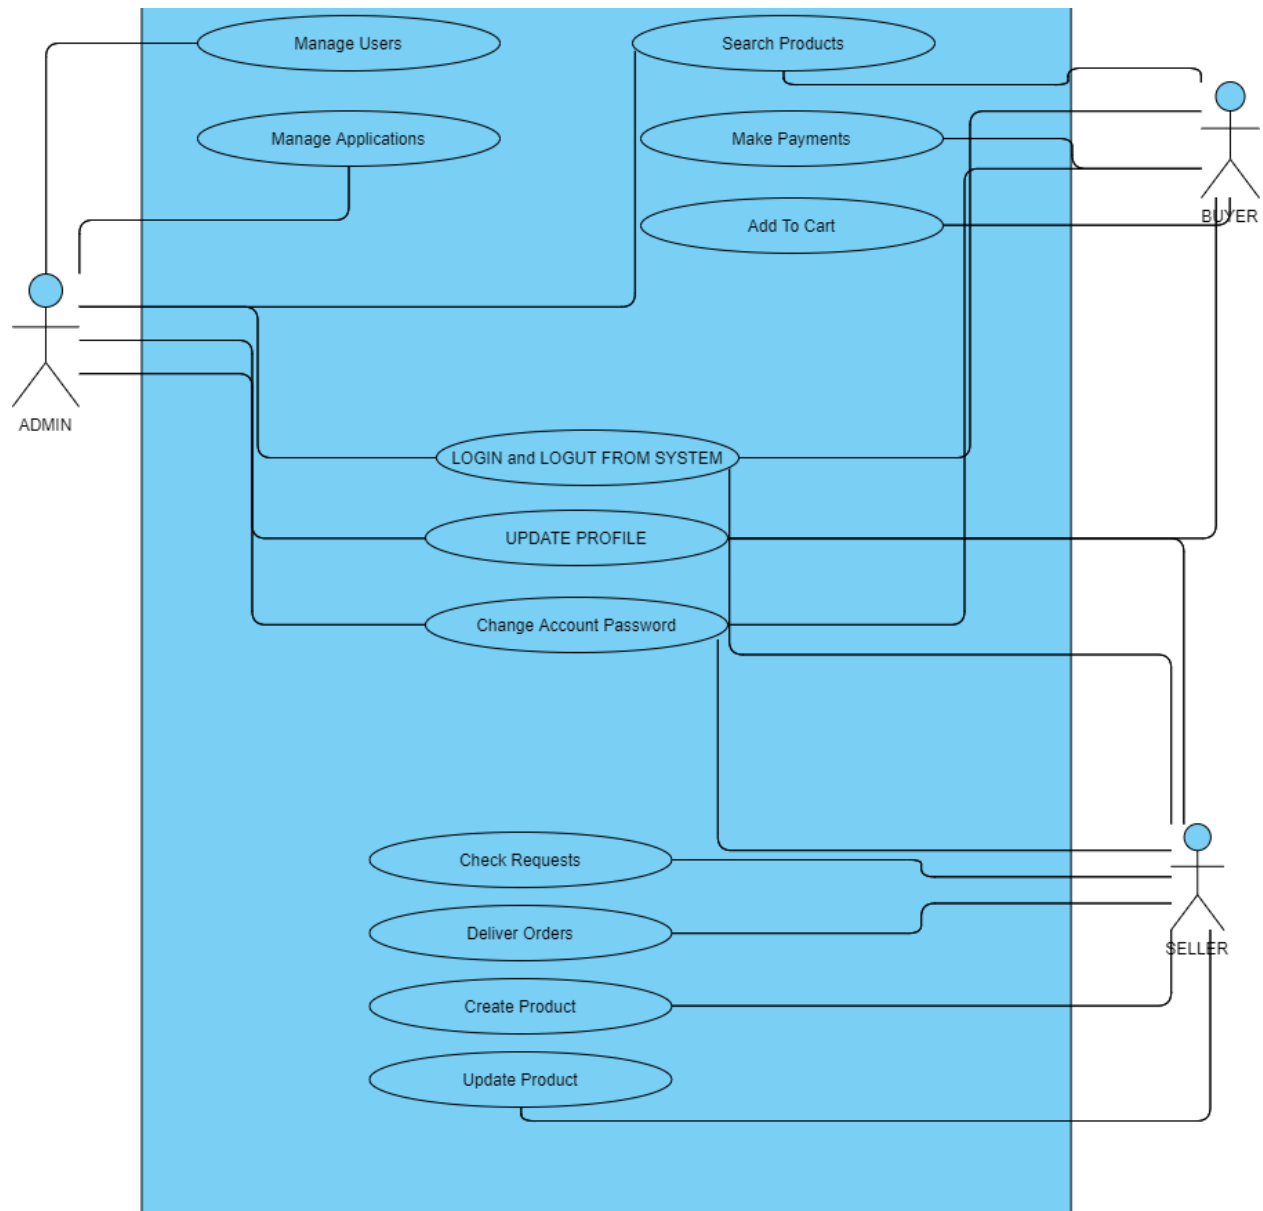 Manage Users
Search Products
Manage Applications
Make Payments
BUYER
Add To Cart
ADMIN
LOGIN and LOGUT FROM SYSTEM
UPDATE PROFILE
Change Account Password
Check Requests
Deliver Orders
SELLER
Create Product
Update Product